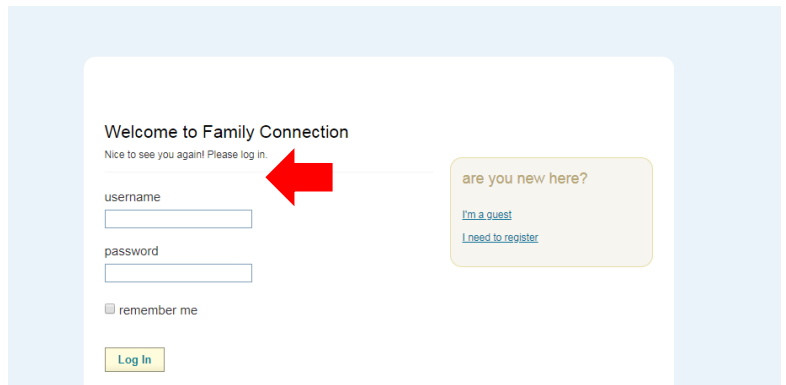 Welcome to Family Connection
Nice to see you again! Please log in.
username
password
remember me
Log In
are you new here?
I'm a guest
I need to register